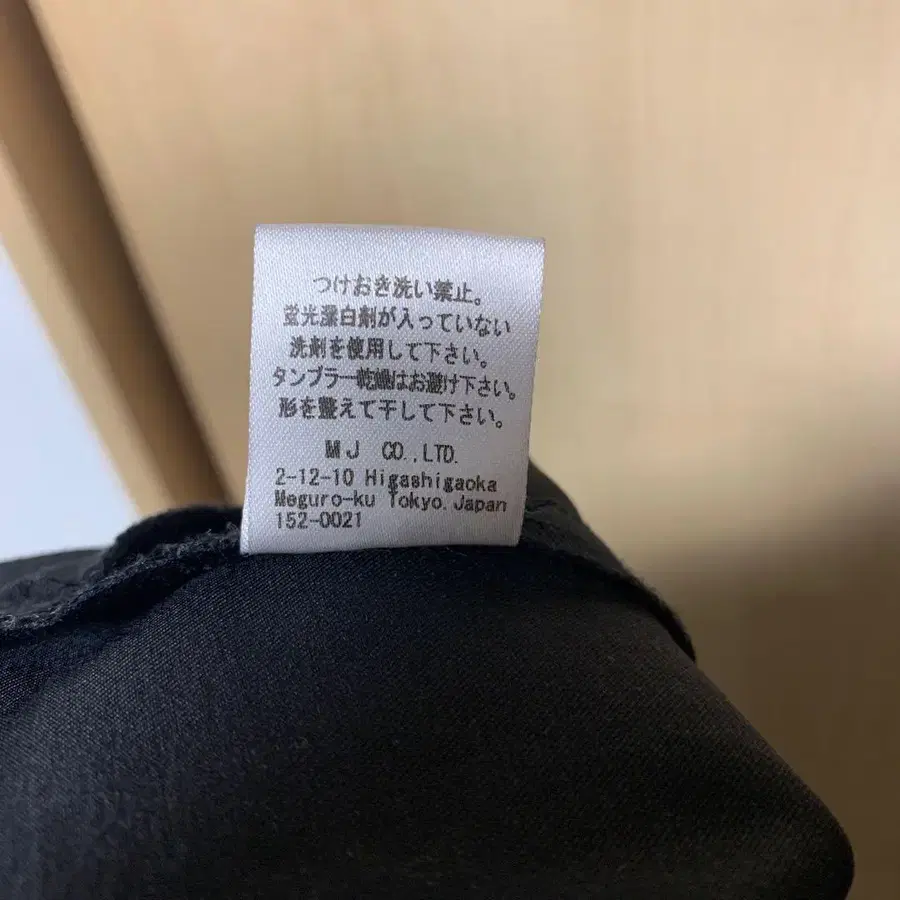 つけおき洗い禁止。
蛍光漂白剤が入っていない
洗剤を使用して下さい。
タンブラー乾燥はお避け下さい。
形を整えて干して下さい。
MJ CO.,LTD.
2-12-10 Higashigaoka
Meguro-ku Tokyo.Japan
152-0021